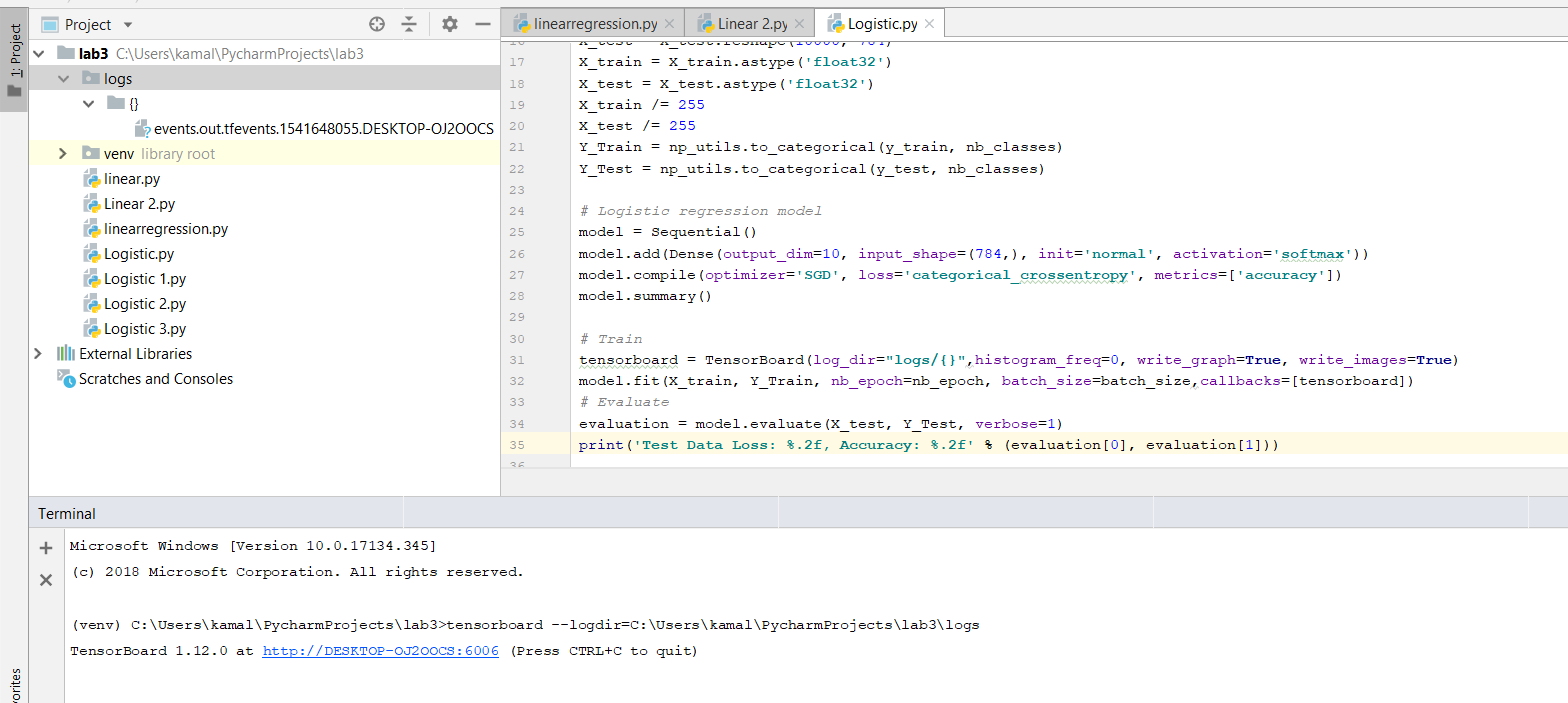 1: Project
Project
lab3 C:\Users\kamal\PycharmProjects\lab3
logs
{}
events.out.tfevents.1541648055.DESKTOP-OJ2OOCS
venv library root
linear.py
Linear 2.py
linearregression.py
Logistic.py
Logistic 1.py
Logistic 2.py
Logistic 3.py
External Libraries
Scratches and Consoles
linearregression.py
Linear 2.py
Logistic.py
16 X_test = X_test.reshape(10000, 784)
17 X_train = X_train.astype('float32')
18 X_test = X_test.astype('float32')
19 X_train /= 255
20 X_test /= 255
21 Y_Train = np_utils.to_categorical(y_train, nb_classes)
22 Y_Test = np_utils.to_categorical(y_test, nb_classes)
23
24 # Logistic regression model
25 model = Sequential()
26 model.add(Dense(output_dim=10, input_shape=(784,), init='normal', activation='softmax'))
27 model.compile(optimizer='SGD', loss='categorical_crossentropy', metrics=['accuracy'])
28 model.summary()
29
30 # Train
31 tensorboard = TensorBoard(log_dir="logs/{}",histogram_freq=0, write_graph=True, write_images=True)
32 model.fit(X_train, Y_Train, nb_epoch=nb_epoch, batch_size=batch_size,callbacks=[tensorboard])
33 # Evaluate
34 evaluation = model.evaluate(X_test, Y_Test, verbose=1)
35 print('Test Data Loss: %.2f, Accuracy: %.2f' % (evaluation[0], evaluation[1]))
36
Terminal
Microsoft Windows [Version 10.0.17134.345]
(c) 2018 Microsoft Corporation. All rights reserved.
(venv) C:\Users\kamal\PycharmProjects\lab3>tensorboard --logdir=C:\Users\kamal\PycharmProjects\lab3\logs
TensorBoard 1.12.0 at http://DESKTOP-OJ2OOCS:6006 (Press CTRL+C to quit)